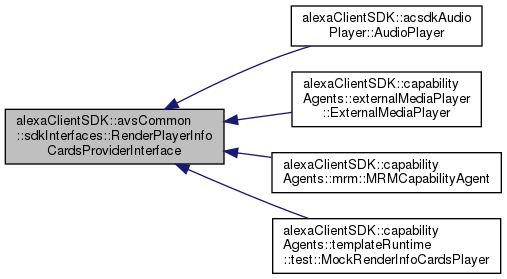 alexaClientSDK::acsdkAudio
Player::AudioPlayer
alexaClientSDK::capability
Agents::externalMediaPlayer
::ExternalMediaPlayer
alexaClientSDK::avsCommon
::sdkInterfaces::RenderPlayerInfo
CardsProviderInterface
alexaClientSDK::capability
Agents::mrm::MRMCapabilityAgent
alexaClientSDK::capability
Agents::templateRuntime
::test::MockRenderInfoCardsPlayer